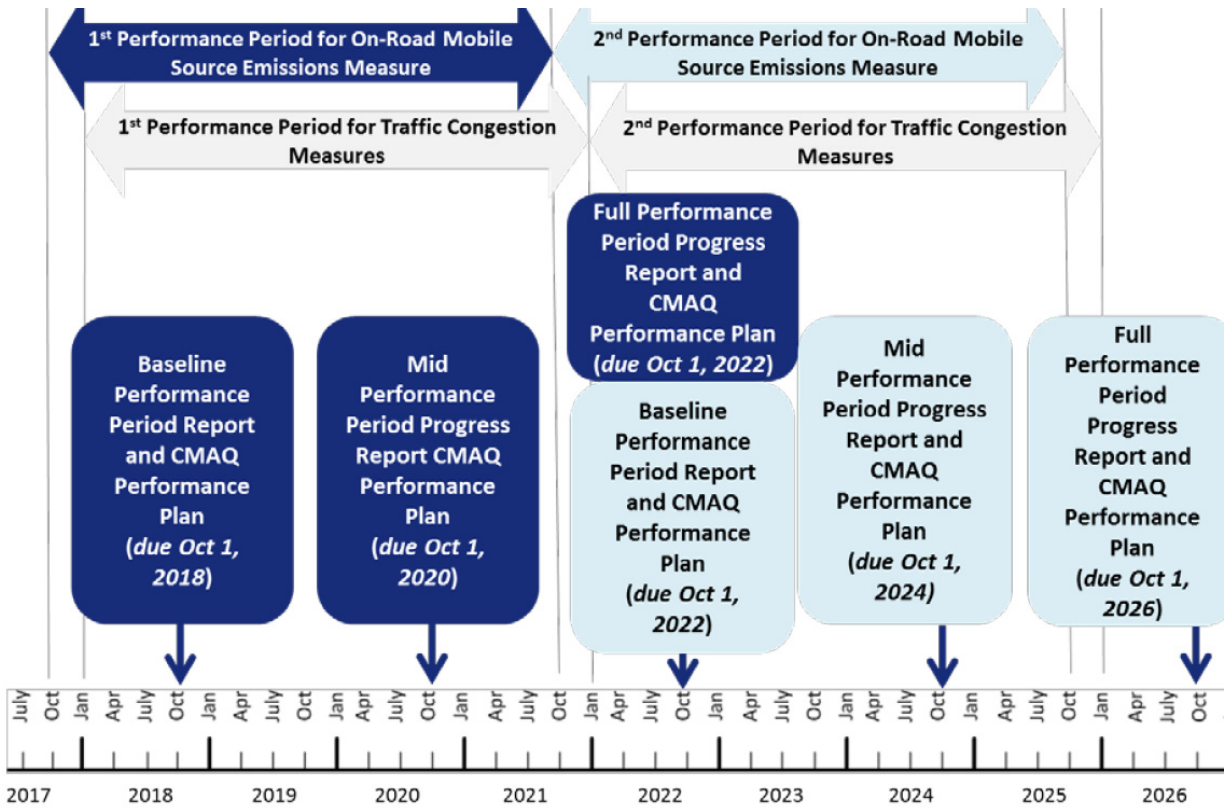 1st Performance Period for On-Road Mobile
Source Emissions Measure
2nd Performance Period for On-Road Mobile
Source Emissions Measure
1st Performance Period for Traffic Congestion
Measures
2nd Performance Period for Traffic Congestion
Measures
Baseline
Performance
Period Report
and CMAQ
Performance
Plan
(due Oct 1,
2018)
Mid
Performance
Period Progress
Report CMAQ
Performance
Plan
(due Oct 1,
2020)
Full Performance
Period Progress
Report and
CMAQ
Performance Plan
(due Oct 1, 2022)
Baseline
Performance
Period Report
and CMAQ
Performance
Plan
(due Oct 1,
2022)
Mid
Performance
Period Progress
Report and
CMAQ
Performance
Plan
(due Oct 1,
2024)
Full
Performance
Period
Progress
Report and
CMAQ
Performance
Plan
(due Oct 1,
2026)
July Oct Jan Apr July Oct Jan Apr July Oct Jan Apr July Oct Jan Apr July Oct Jan Apr July Oct Jan Apr July Oct Jan Apr July Oct Jan Apr July Oct Jan Apr July Oct
2017 2018 2019 2020 2021 2022 2023 2024 2025 2026